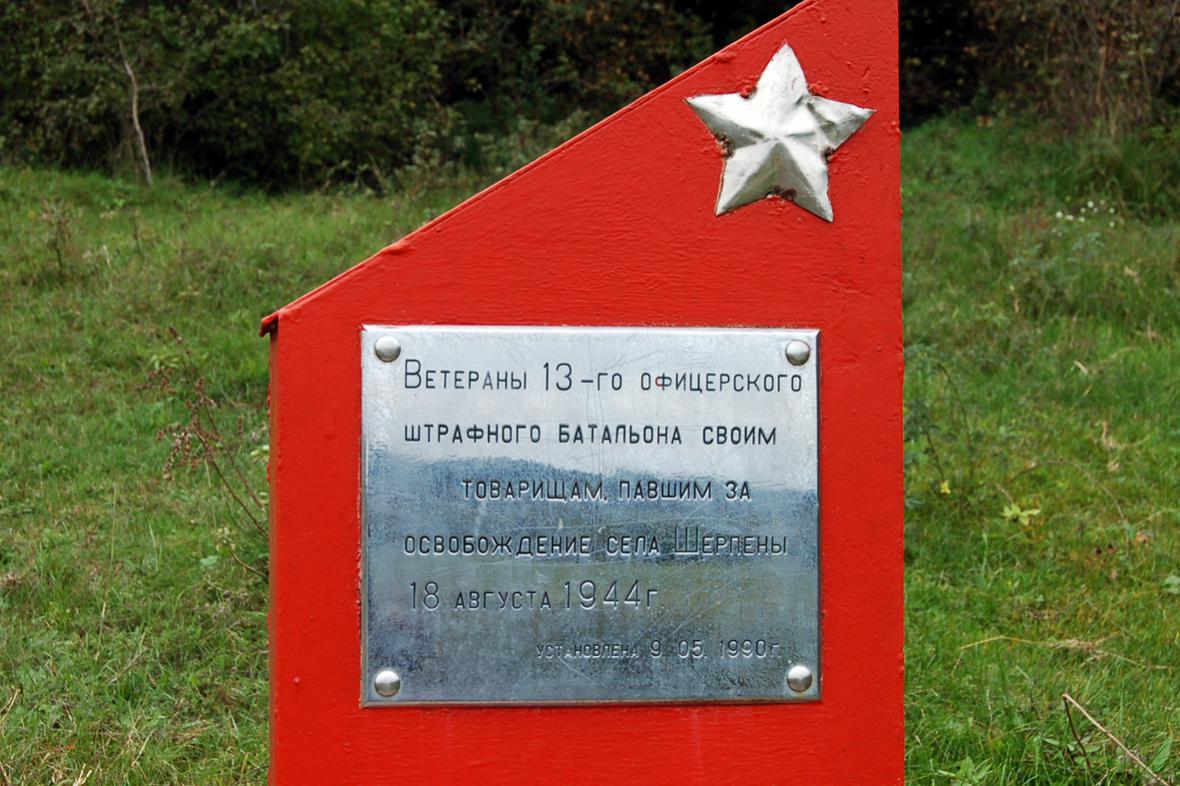 Ветераны 13-го офицерского
штрафного батальона своим
товарищам, павшим за
освобождение села Шерпены
18 августа 1944г.
установлена 9.05.1990г.